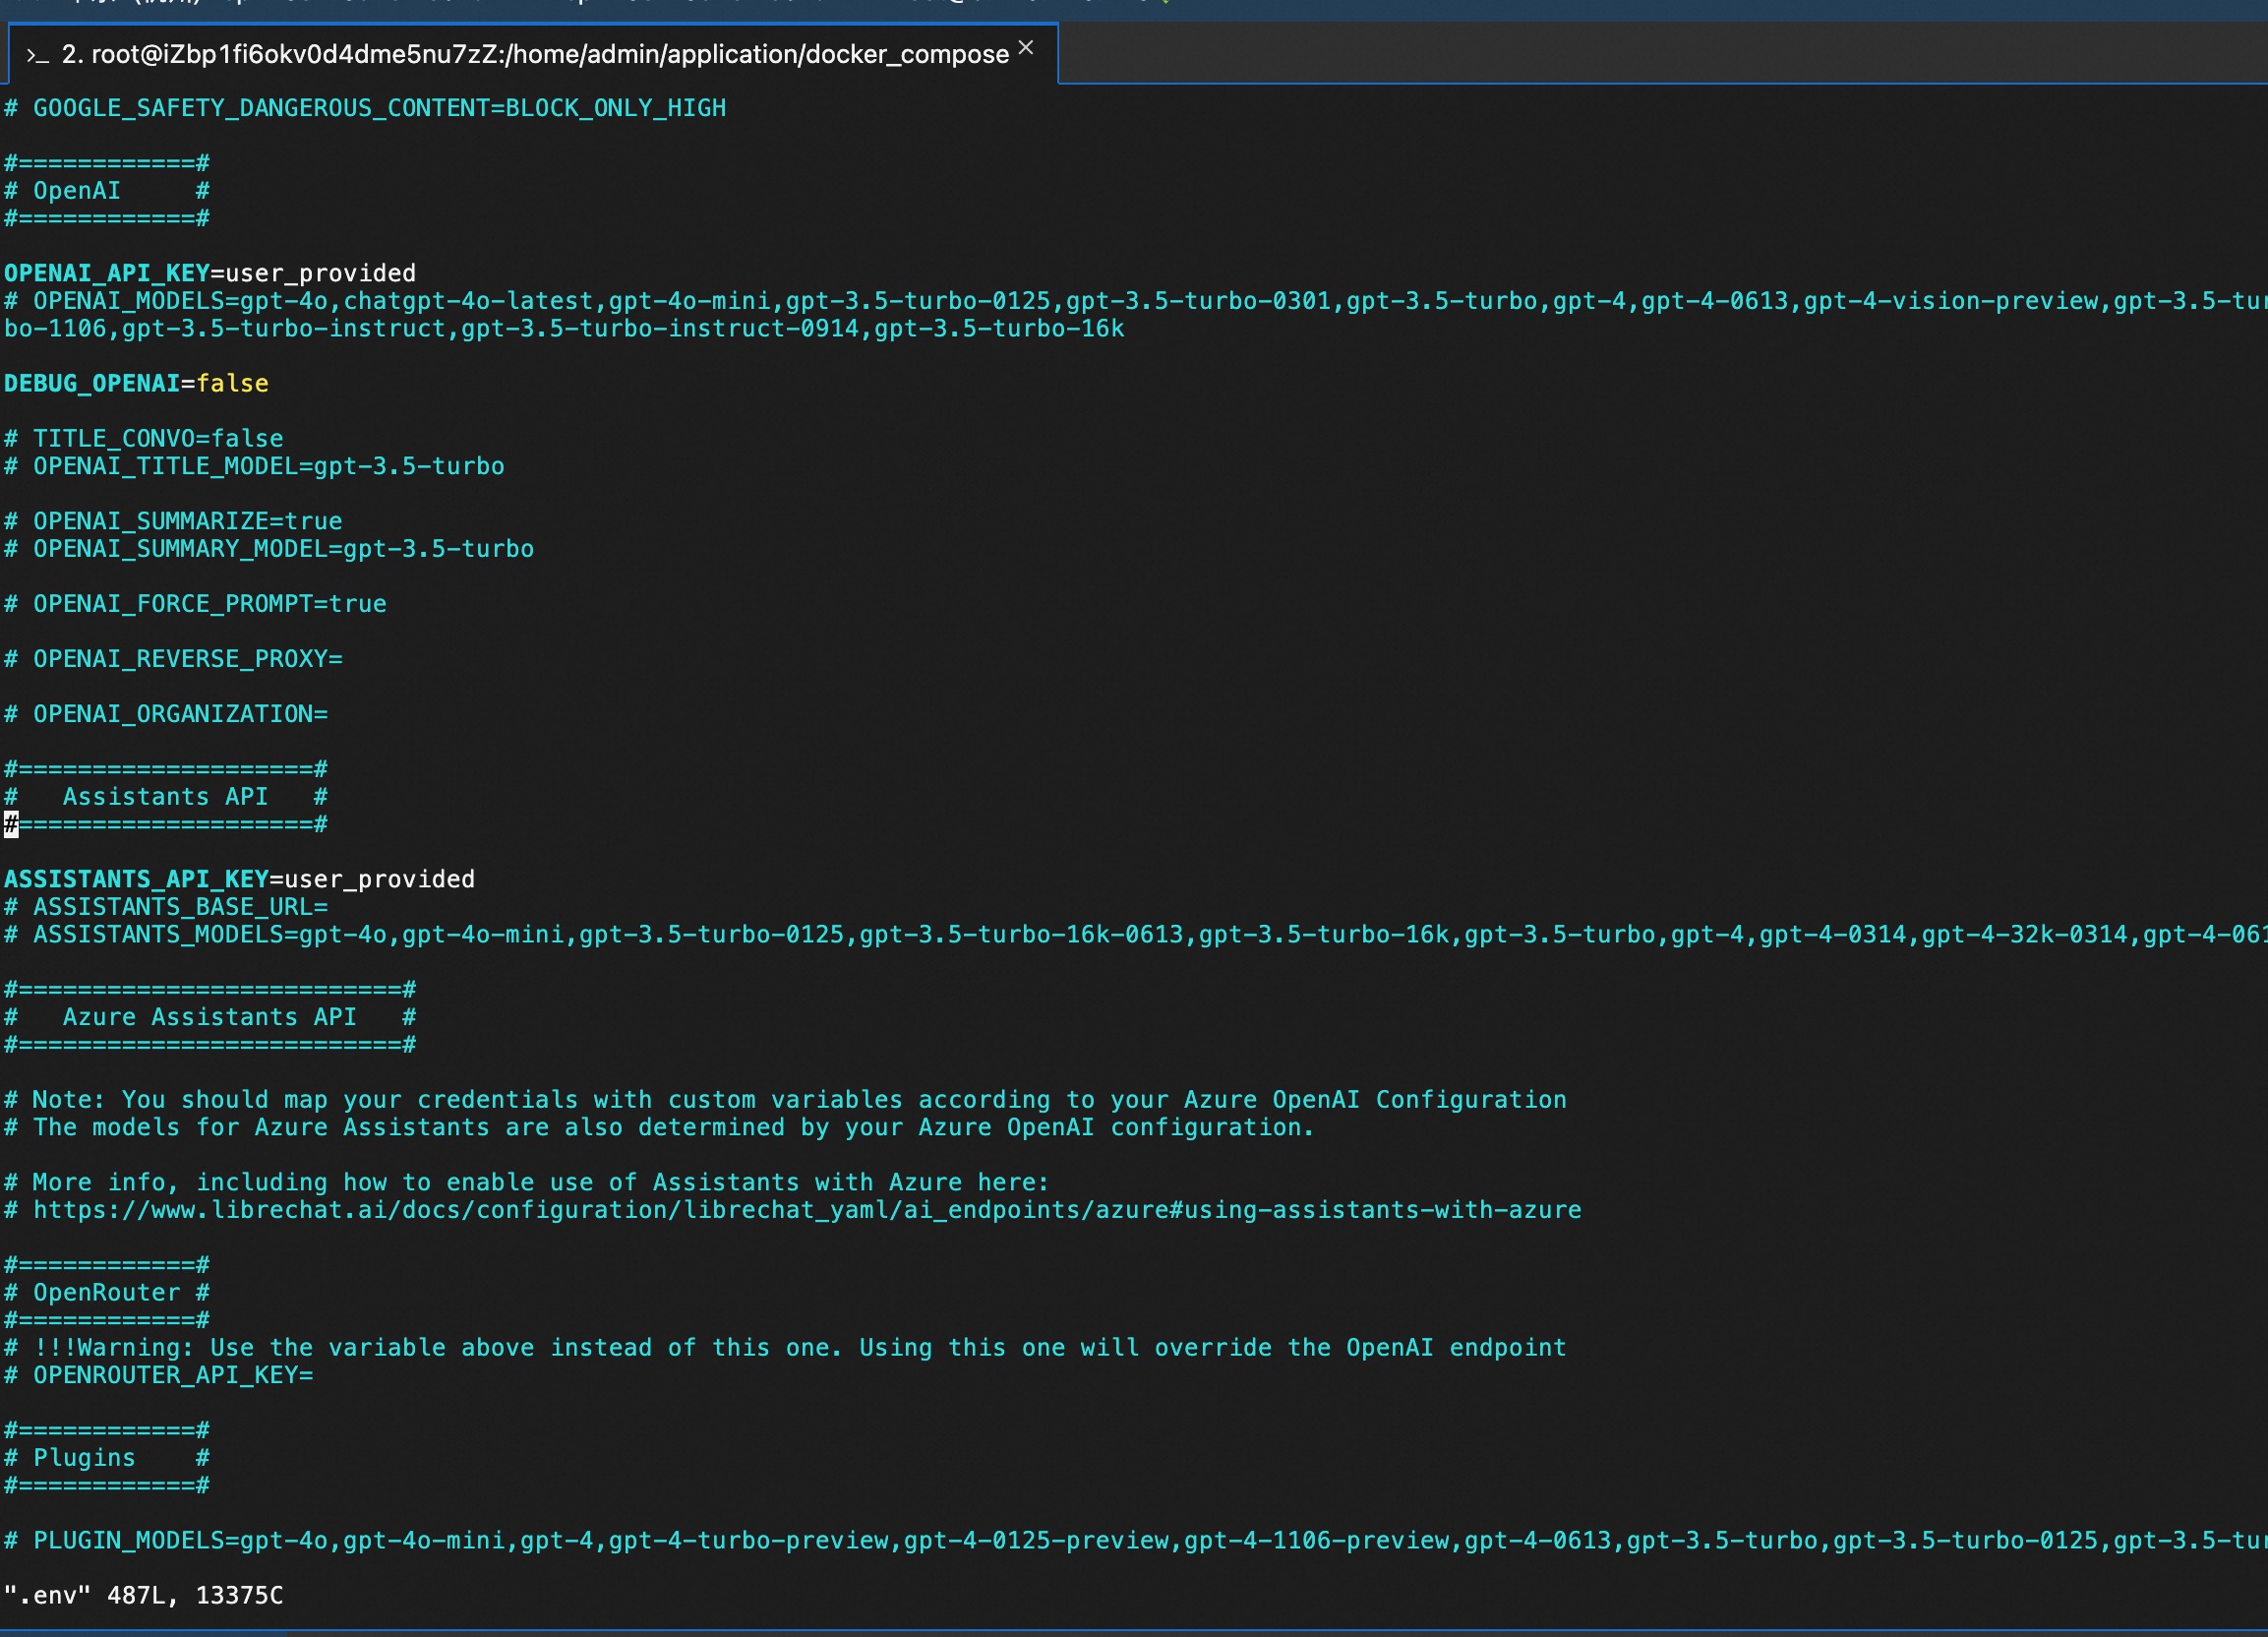 >_ 2. root@iZbp1fi6okv0d4dme5nu7zZ:/home/admin/application/docker_compose ×
# GOOGLE_SAFETY_DANGEROUS_CONTENT=BLOCK_ONLY_HIGH
#============#
# OpenAI     #
#============#
OPENAI_API_KEY=user_provided
# OPENAI_MODELS=gpt-4o,chatgpt-4o-latest,gpt-4o-mini,gpt-3.5-turbo-0125,gpt-3.5-turbo-0301,gpt-3.5-turbo,gpt-4,gpt-4-0613,gpt-4-vision-preview,gpt-3.5-tur
bo-1106,gpt-3.5-turbo-instruct,gpt-3.5-turbo-instruct-0914,gpt-3.5-turbo-16k
DEBUG_OPENAI=false
# TITLE_CONVO=false
# OPENAI_TITLE_MODEL=gpt-3.5-turbo
# OPENAI_SUMMARIZE=true
# OPENAI_SUMMARY_MODEL=gpt-3.5-turbo
# OPENAI_FORCE_PROMPT=true
# OPENAI_REVERSE_PROXY=
# OPENAI_ORGANIZATION=
#====================#
#   Assistants API   #
#====================#
ASSISTANTS_API_KEY=user_provided
# ASSISTANTS_BASE_URL=
# ASSISTANTS_MODELS=gpt-4o,gpt-4o-mini,gpt-3.5-turbo-0125,gpt-3.5-turbo-16k-0613,gpt-3.5-turbo-16k,gpt-3.5-turbo,gpt-4,gpt-4-0314,gpt-4-32k-0314,gpt-4-061
#==========================#
#   Azure Assistants API   #
#==========================#
# Note: You should map your credentials with custom variables according to your Azure OpenAI Configuration
# The models for Azure Assistants are also determined by your Azure OpenAI configuration.
# More info, including how to enable use of Assistants with Azure here:
# https://www.librechat.ai/docs/configuration/librechat_yaml/ai_endpoints/azure#using-assistants-with-azure
#============#
# OpenRouter #
#============#
# !!!Warning: Use the variable above instead of this one. Using this one will override the OpenAI endpoint
# OPENROUTER_API_KEY=
#============#
# Plugins    #
#============#
# PLUGIN_MODELS=gpt-4o,gpt-4o-mini,gpt-4,gpt-4-turbo-preview,gpt-4-0125-preview,gpt-4-1106-preview,gpt-4-0613,gpt-3.5-turbo,gpt-3.5-turbo-0125,gpt-3.5-tur
".env" 487L, 13375C